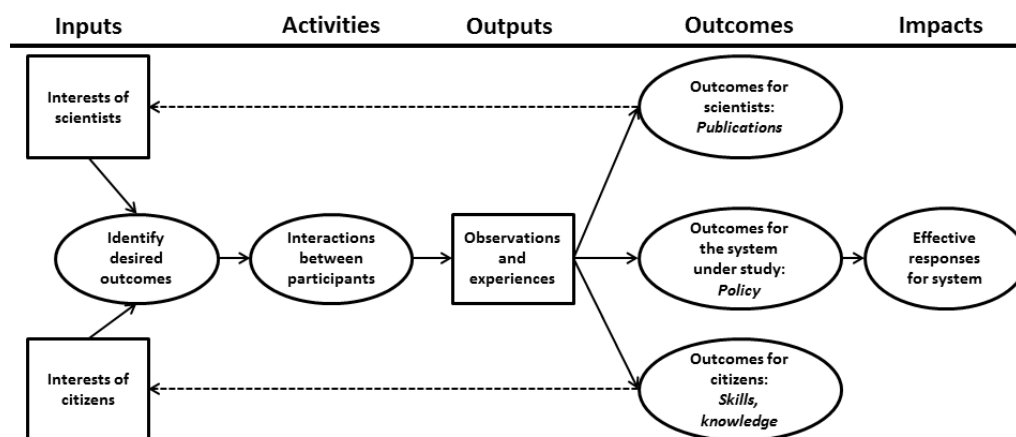 Inputs
Activities
Outputs
Outcomes
Impacts
Interests of
scientists
Outcomes for
scientists:
Publications
Identify
desired
outcomes
Interactions
between
participants
Observations
and
experiences
Outcomes for
the system
under study:
Policy
Effective
responses
for system
Interests of
citizens
Outcomes for
citizens:
Skills,
knowledge